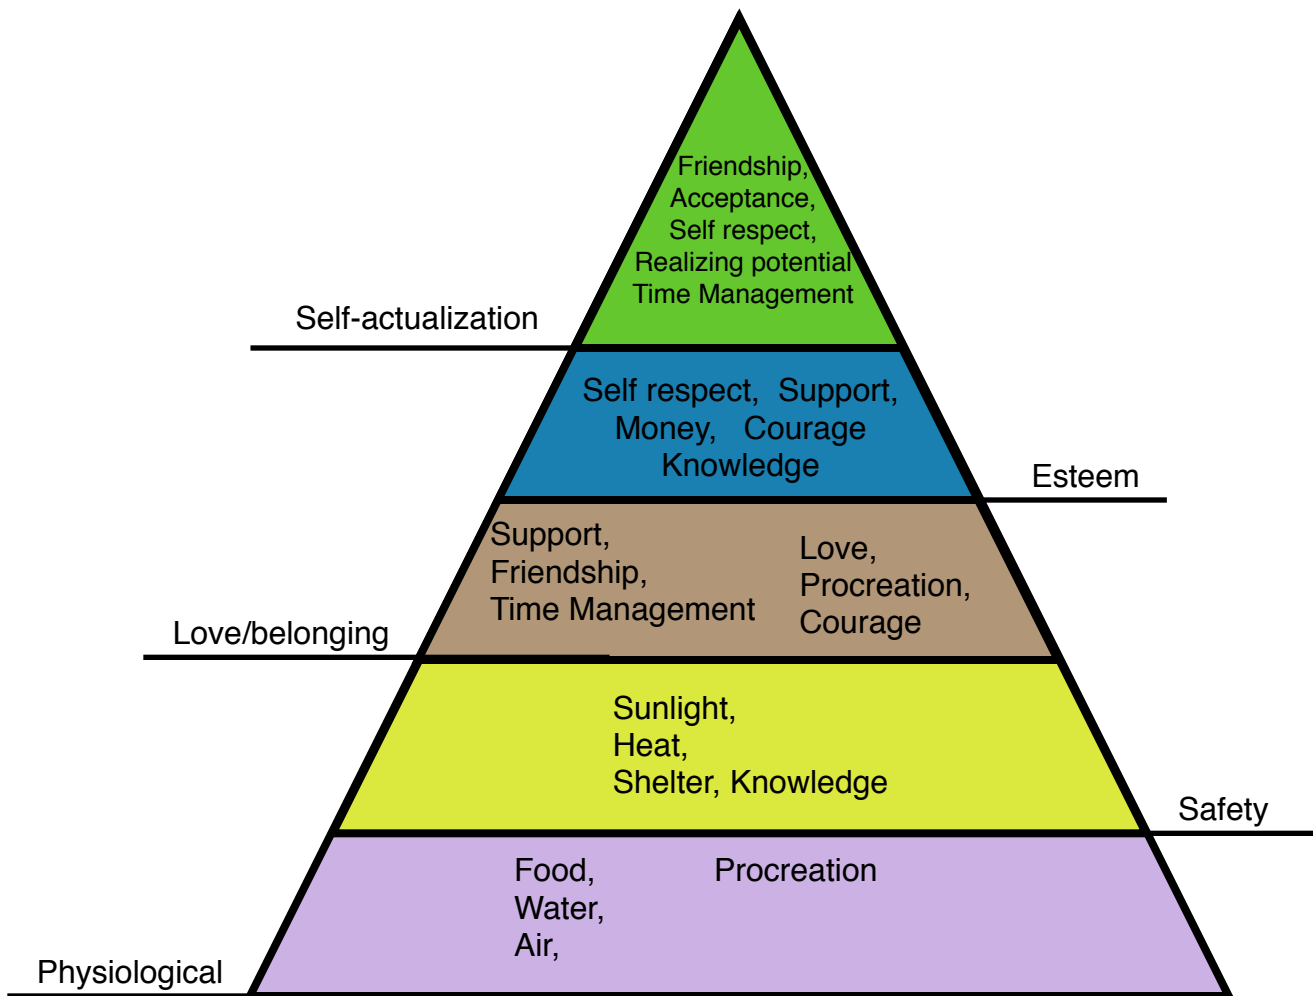 Friendship,
Acceptance,
Self respect,
Realizing potential
Time Management
Self-actualization
Self respect,  Support,
Money,   Courage
Knowledge
Esteem
Support,
Friendship,
Time Management
Love,
Procreation,
Courage
Love/belonging
Sunlight,
Heat,
Shelter, Knowledge
Safety
Food,
Water,
Air,
Procreation
Physiological